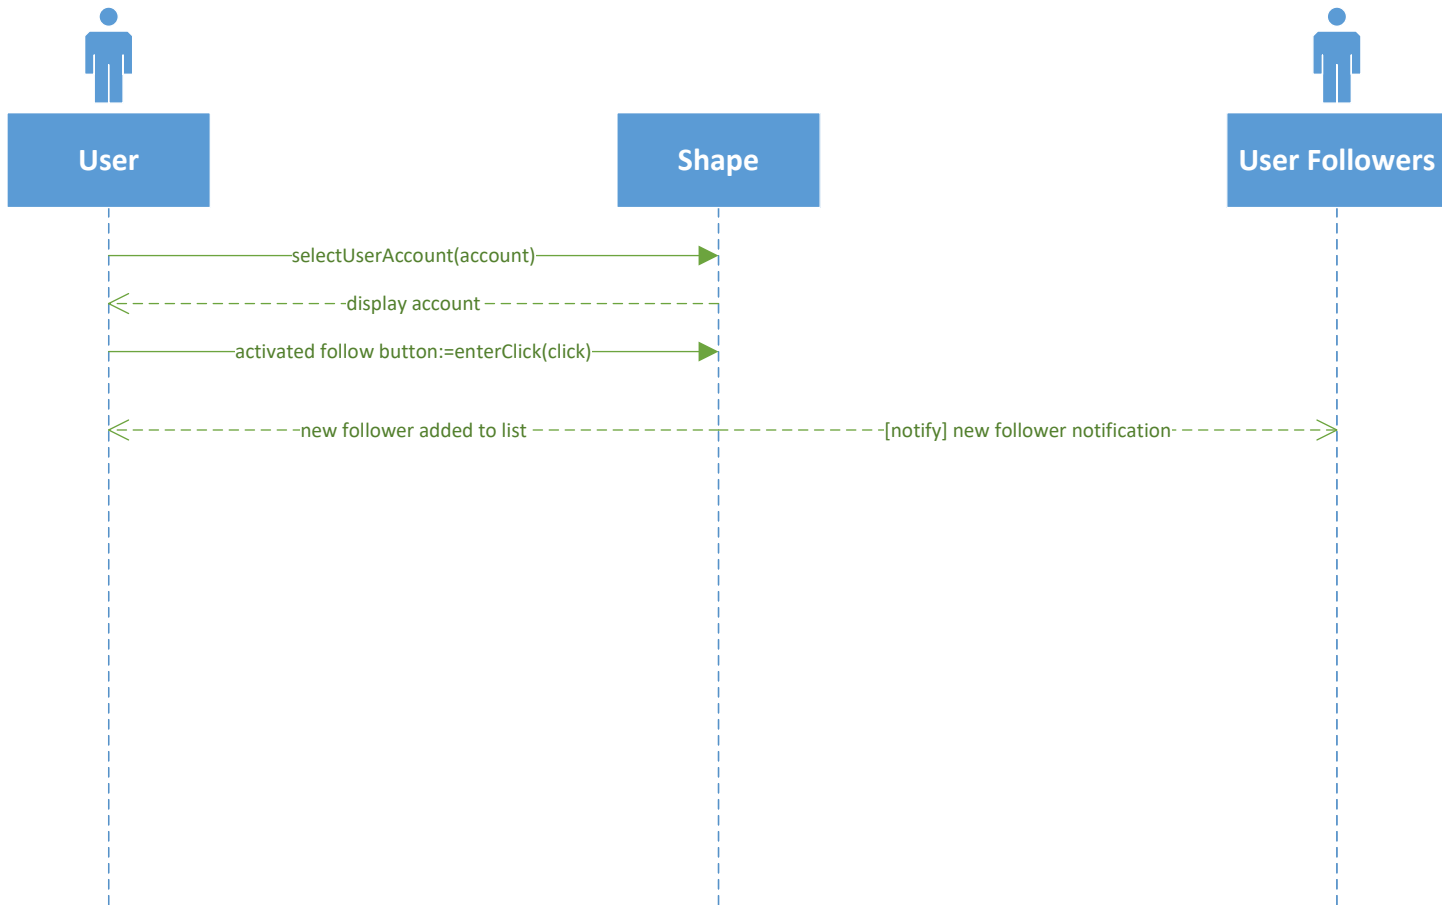 User
Shape
User Followers
selectUserAccount(account)
display account
activated follow button:=enterClick(click)
new follower added to list
[notify] new follower notification